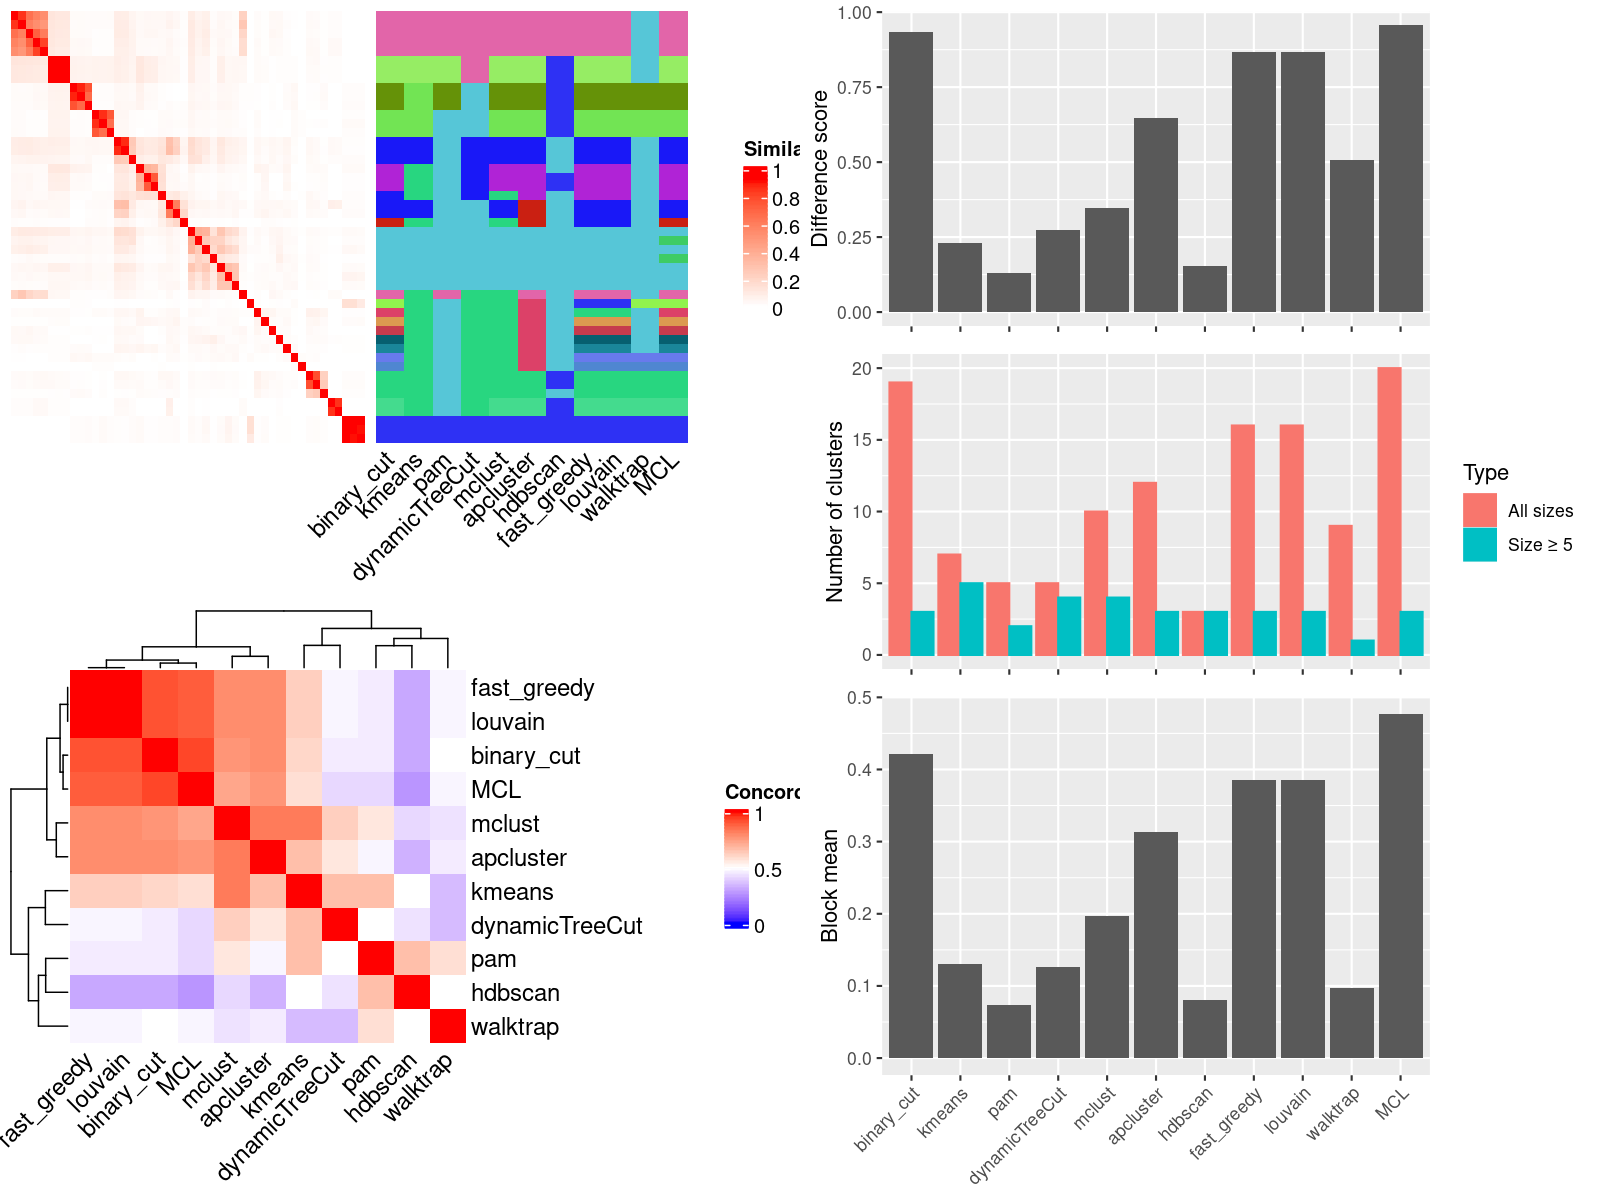 Simila
1
0.8
0.6
0.4
0.2
0
binary_cut
kmeans
pam
dynamicTreeCut
mclust
apcluster
hdbscan
fast_greedy
louvain
walktrap
MCL
fast_greedy
louvain
binary_cut
MCL
mclust
apcluster
kmeans
dynamicTreeCut
pam
hdbscan
walktrap
fast_greedy
louvain
binary_cut
MCL
mclust
apcluster
kmeans
dynamicTreeCut
pam
hdbscan
walktrap
Concord
1
0.5
0
Difference score
1.00
0.75
0.50
0.25
0.00
Number of clusters
20
15
10
5
0
Type
All sizes
Size ≥ 5
Block mean
0.5
0.4
0.3
0.2
0.1
0.0
binary_cut
kmeans
pam
dynamicTreeCut
mclust
apcluster
hdbscan
fast_greedy
louvain
walktrap
MCL